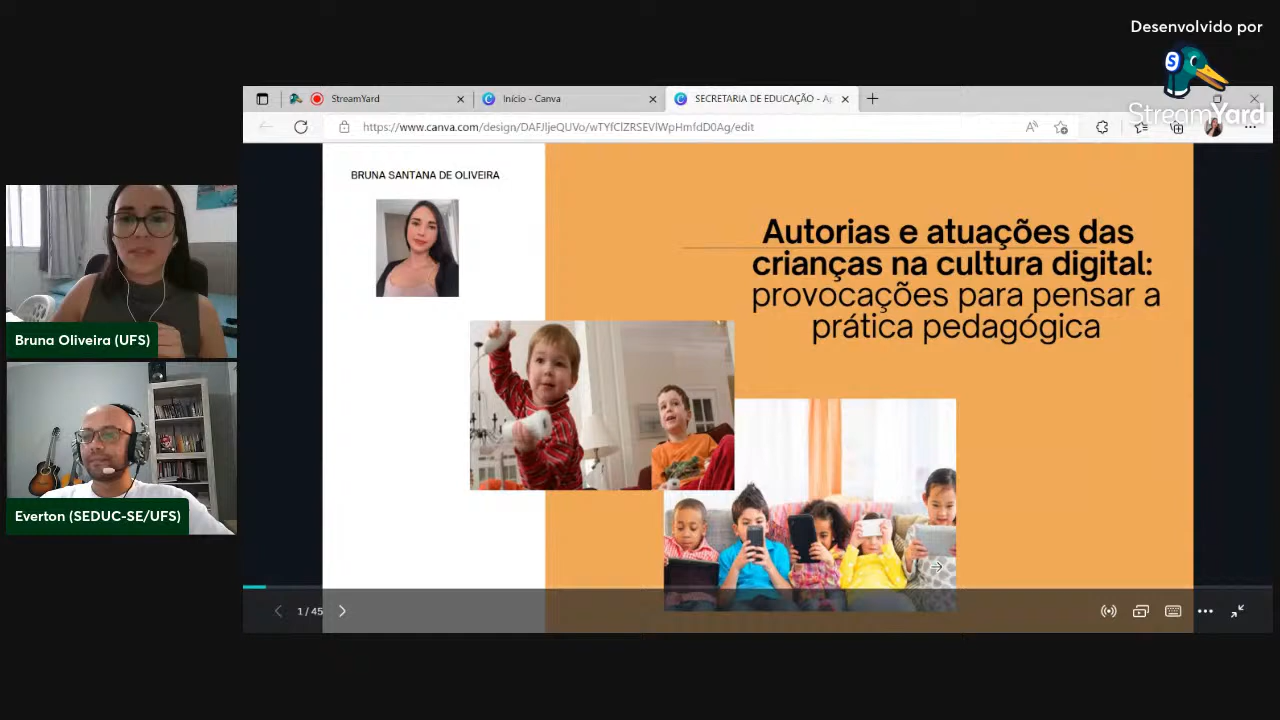 Desenvolvido por
StreamYard
StreamYard
Início - Canva
SECRETARIA DE EDUCAÇÃO - Ap
https://www.canva.com/design/DAFJljeQUVo/wTYfClZRSEVlWpHmfdD0Ag/edit
BRUNA SANTANA DE OLIVEIRA
Autorias e atuações das
crianças na cultura digital:
provocações para pensar a
prática pedagógica
Bruna Oliveira (UFS)
Everton (SEDUC-SE/UFS)
1 / 45